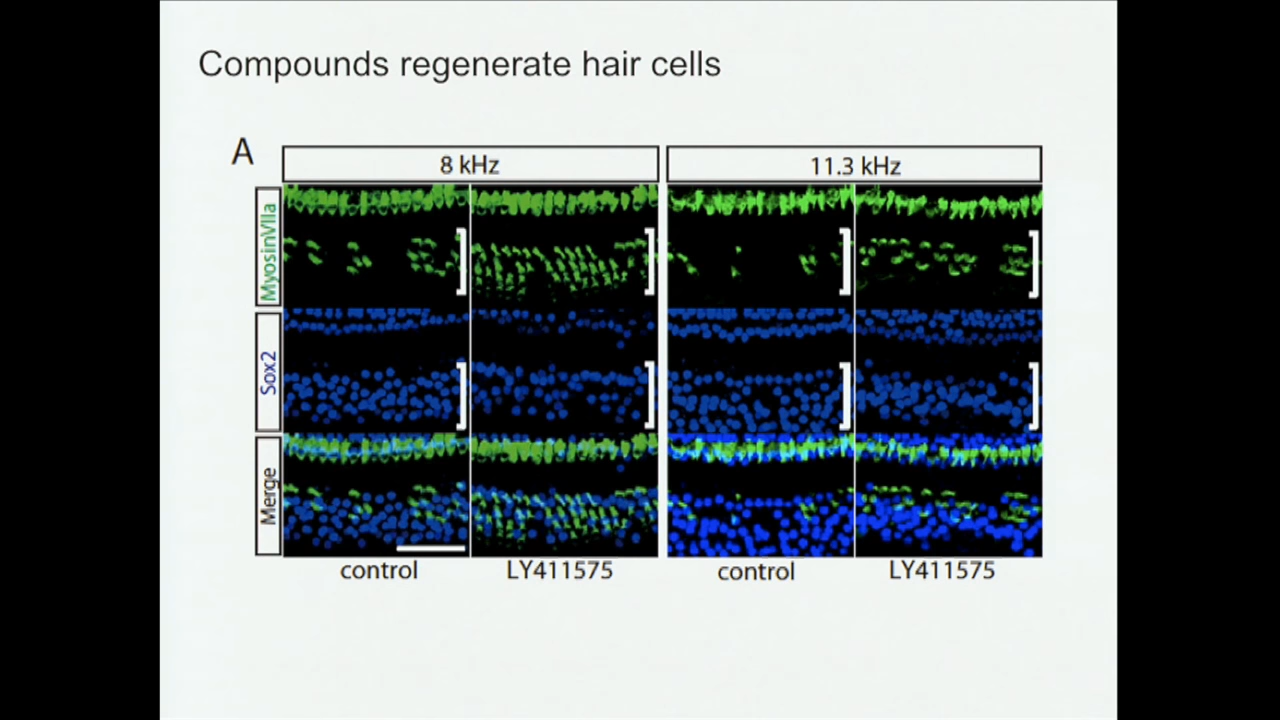 Compounds regenerate hair cells
A
8 kHz
11.3 kHz
MyosinVIIa
Sox2
Merge
control
LY411575
control
LY411575